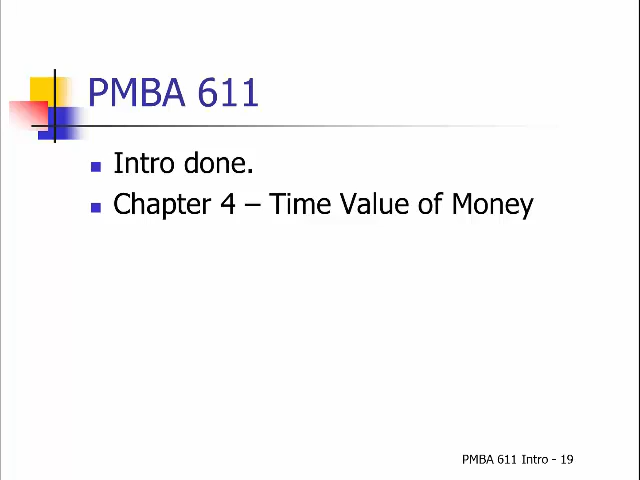 PMBA 611
Intro done.
Chapter 4 – Time Value of Money
PMBA 611 Intro - 19